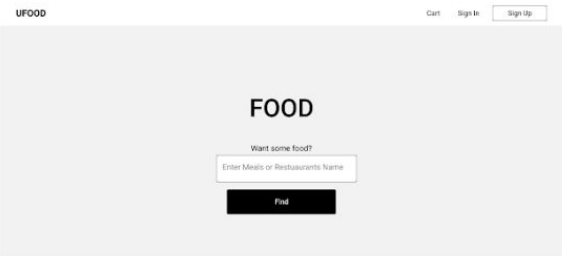 UFOOD
Cart Sign In Sign Up
FOOD
Want some food?
Enter Meals or Restuaurants Name
Find